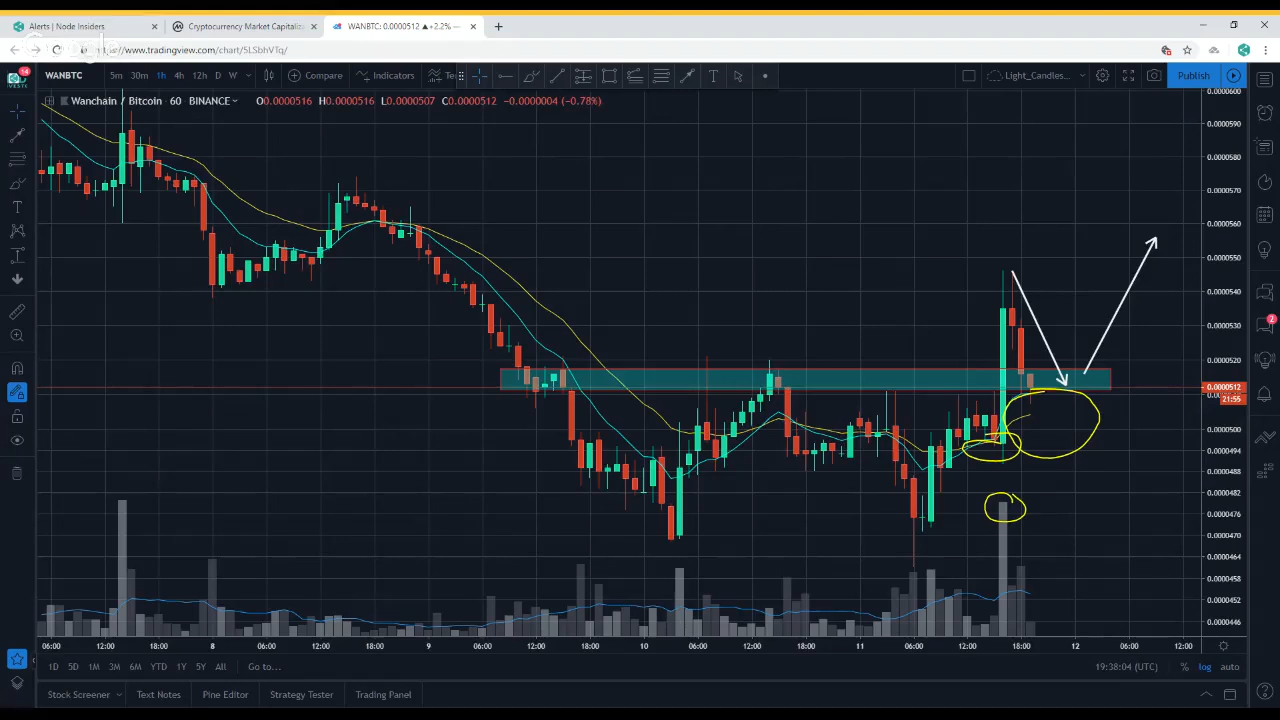 Alerts | Node Insiders
Cryptocurrency Market Capitaliz
WANBTC: 0.0000512 ▲+2.2% —
https://www.tradingview.com/chart/5LSbhVTq/
14
WANBTC 5m 30m 1h 4h 12h D W Compare Indicators Te T Light_Candles... Publish
Wanchain / Bitcoin 60 BINANCE O0.0000516 H0.0000516 L0.0000507 C0.0000512 −0.0000004 (−0.78%)
0.0000600
0.0000590
0.0000580
0.0000570
0.0000560
0.0000550
0.0000540
0.0000530
0.0000520
0.0000512
21:55
0.0000500
0.0000494
0.0000488
0.0000482
0.0000476
0.0000470
0.0000464
0.0000458
0.0000452
0.0000446
2
06:00 12:00 18:00 8 06:00 12:00 18:00 9 06:00 12:00 18:00 10 06:00 12:00 18:00 11 06:00 12:00 18:00 12 06:00 12:00
1D 5D 1M 3M 6M YTD 1Y 5Y All Go to... 19:38:04 (UTC) % log auto
Stock Screener Text Notes Pine Editor Strategy Tester Trading Panel